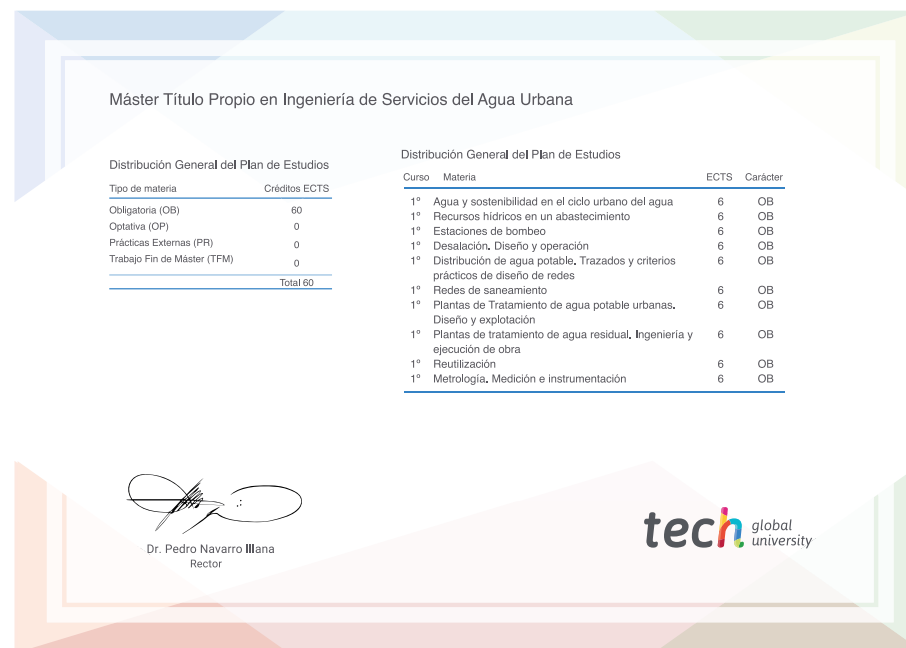 Máster Título Propio en Ingeniería de Servicios del Agua Urbana
Distribución General del Plan de Estudios
Tipo de materia Créditos ECTS
Obligatoria (OB) 60
Optativa (OP) 0
Prácticas Externas (PR) 0
Trabajo Fin de Máster (TFM) 0
Total 60
Distribución General del Plan de Estudios
Curso Materia ECTS Carácter
1º Agua y sostenibilidad en el ciclo urbano del agua 6 OB
1º Recursos hídricos en un abastecimiento 6 OB
1º Estaciones de bombeo 6 OB
1º Desalación. Diseño y operación 6 OB
1º Distribución de agua potable. Trazados y criterios 6 OB
prácticos de diseño de redes
1º Redes de saneamiento 6 OB
1º Plantas de Tratamiento de agua potable urbanas. 6 OB
Diseño y explotación
1º Plantas de tratamiento de agua residual. Ingeniería y 6 OB
ejecución de obra
1º Reutilización 6 OB
1º Metrología. Medición e instrumentación 6 OB
Dr. Pedro Navarro Illana
Rector
tech global
university